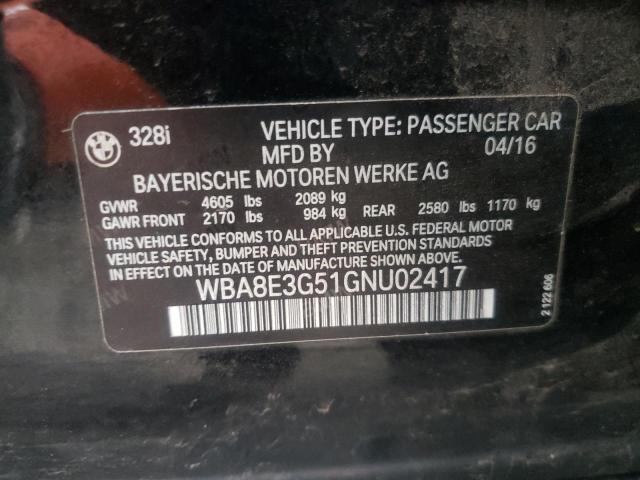 BMW
328i VEHICLE TYPE: PASSENGER CAR
MFD BY 04/16
BAYERISCHE MOTOREN WERKE AG
GVWR 4605 lbs 2089 kg
GAWR FRONT 2170 lbs 984 kg REAR 2580 lbs 1170 kg
THIS VEHICLE CONFORMS TO ALL APPLICABLE U.S. FEDERAL MOTOR
VEHICLE SAFETY, BUMPER AND THEFT PREVENTION STANDARDS
IN EFFECT ON THE DATE OF MANUFACTURE SHOWN ABOVE.
WBA8E3G51GNU02417
2 122 606